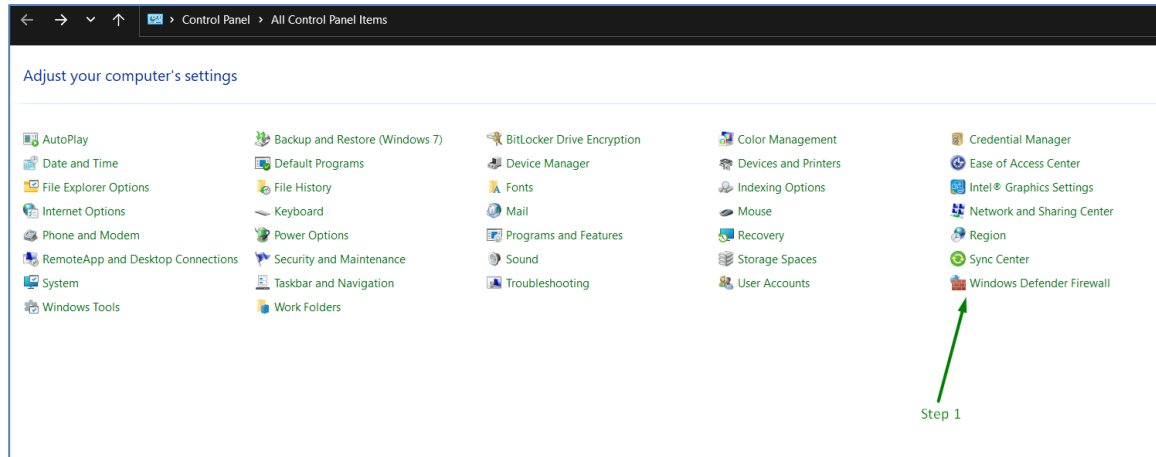 Control Panel > All Control Panel Items
Adjust your computer's settings
AutoPlay
Backup and Restore (Windows 7)
BitLocker Drive Encryption
Color Management
Credential Manager
Date and Time
Default Programs
Device Manager
Devices and Printers
Ease of Access Center
File Explorer Options
File History
Fonts
Indexing Options
Intel® Graphics Settings
Internet Options
Keyboard
Mail
Mouse
Network and Sharing Center
Phone and Modem
Power Options
Programs and Features
Recovery
Region
RemoteApp and Desktop Connections
Security and Maintenance
Sound
Storage Spaces
Sync Center
System
Taskbar and Navigation
Troubleshooting
User Accounts
Windows Defender Firewall
Windows Tools
Work Folders
Step 1